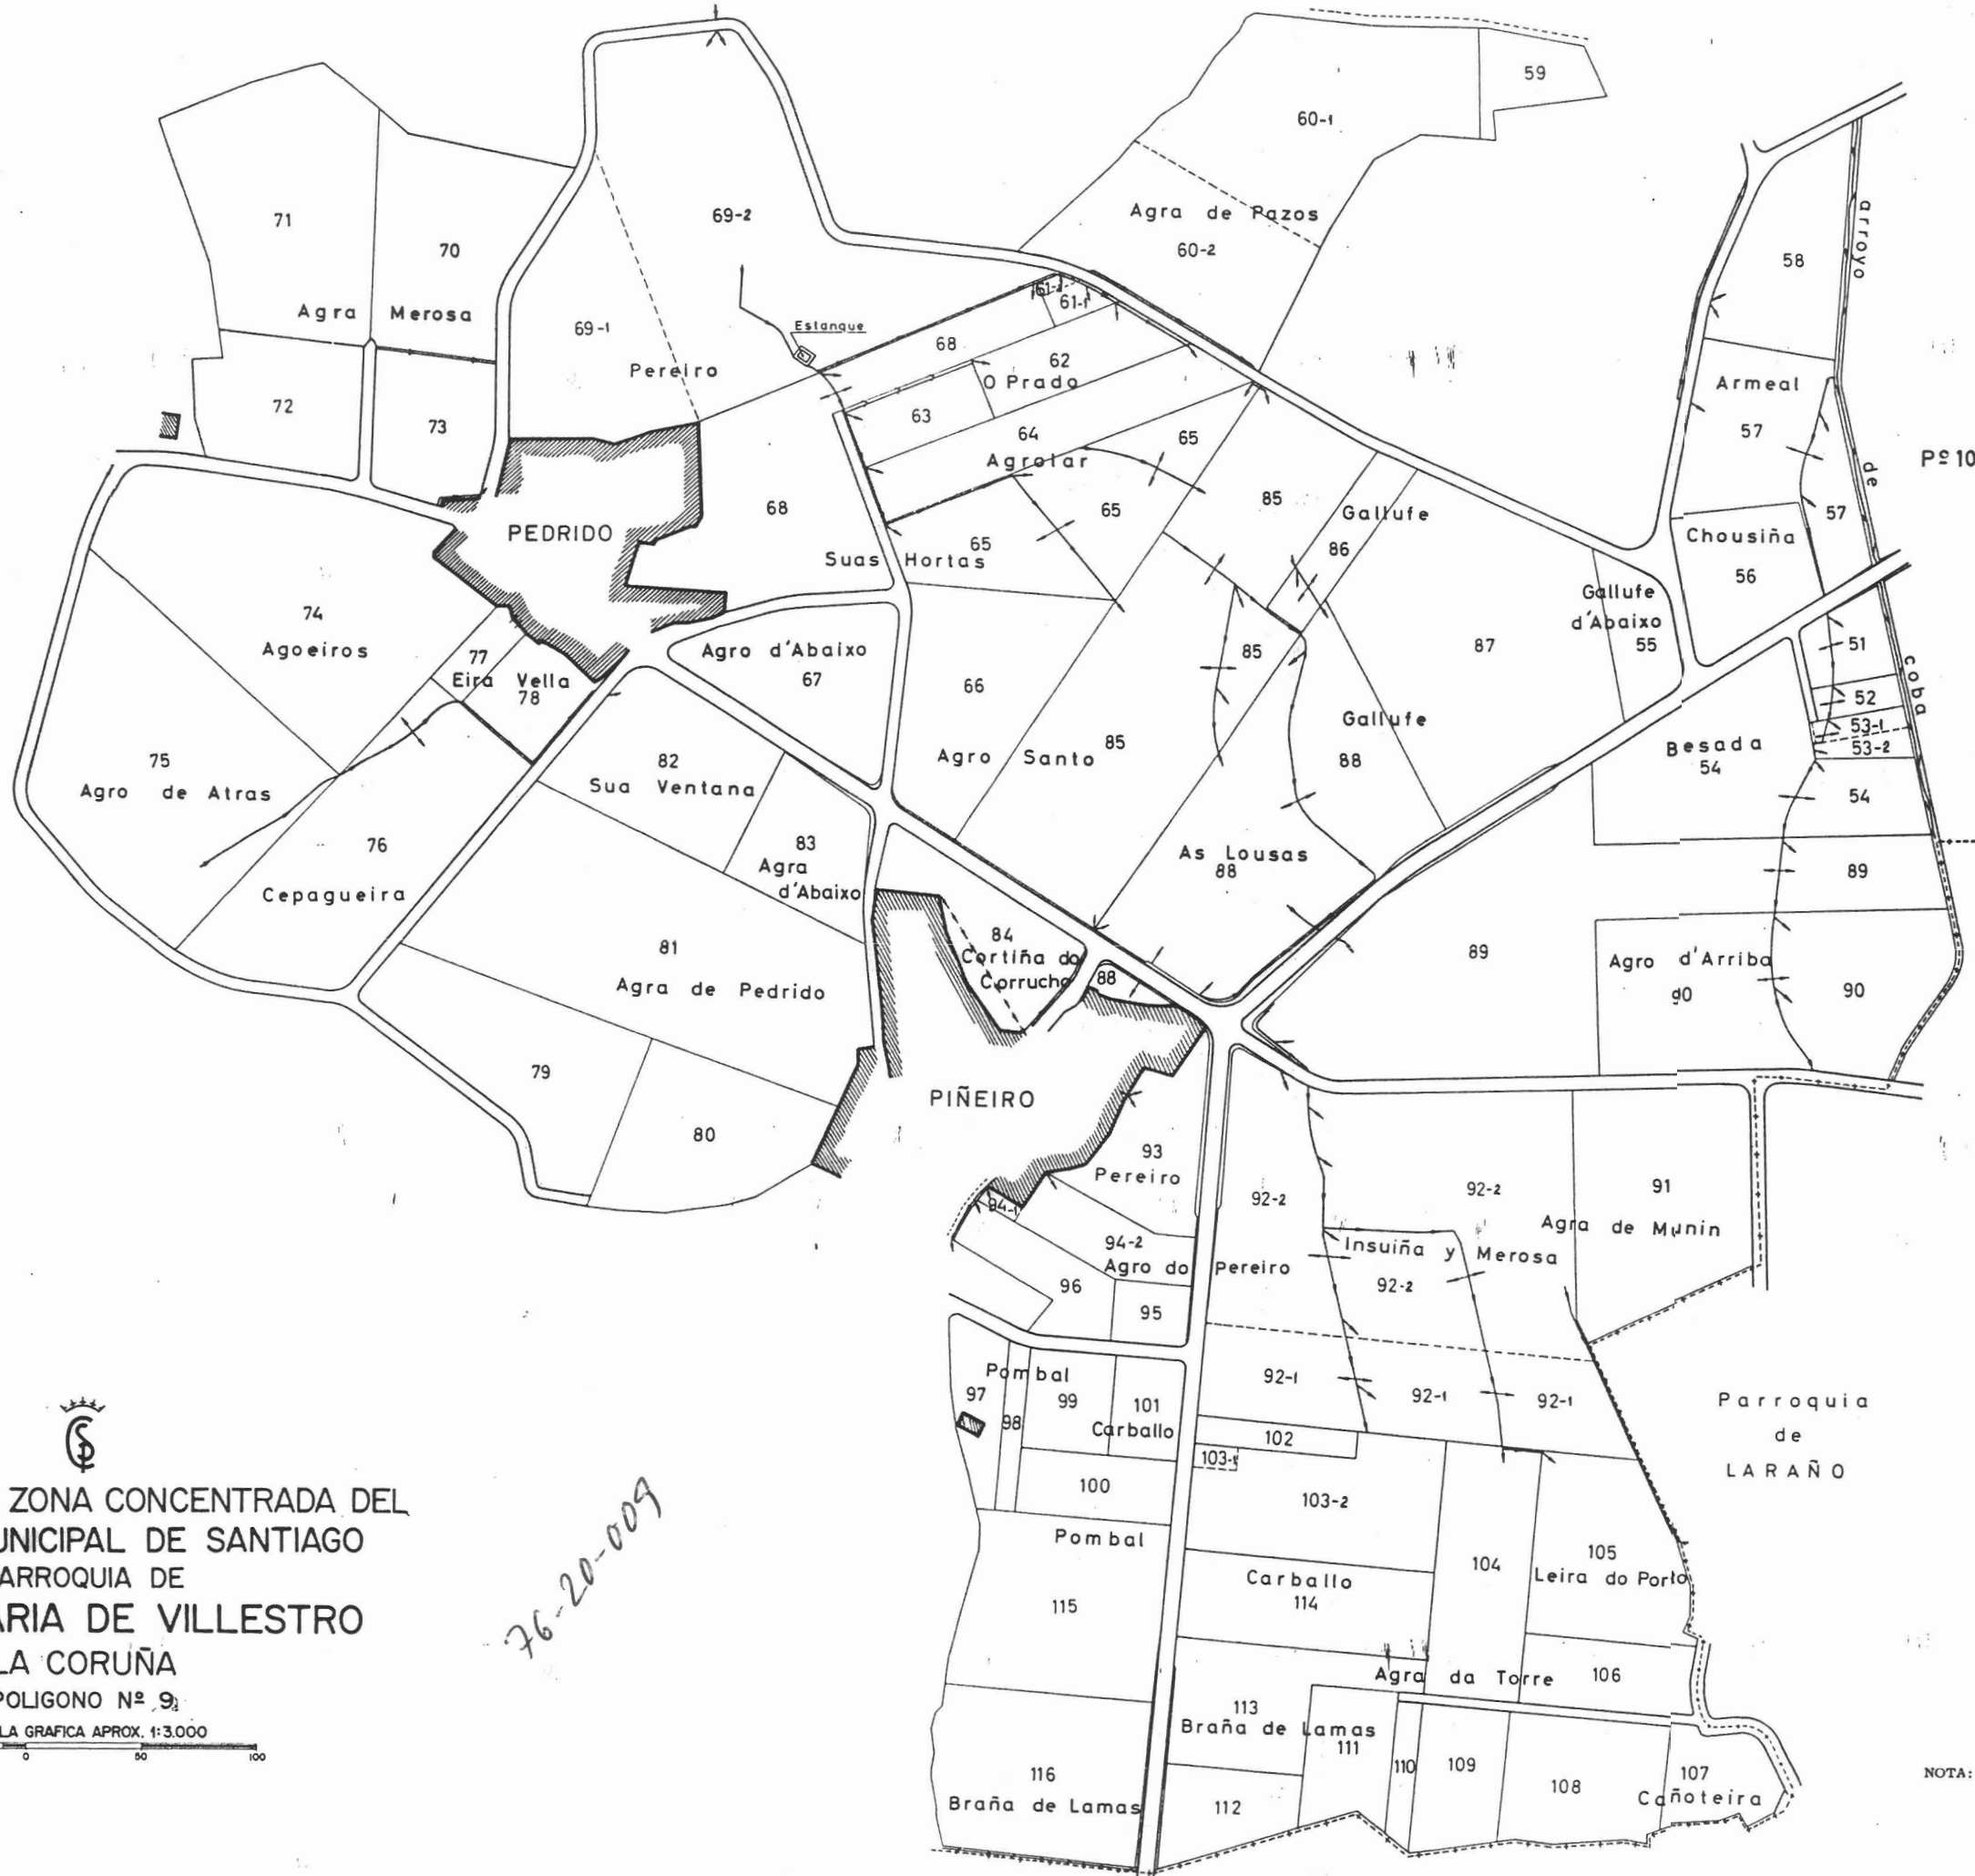 59
60-1
Agra de Pazos
60-2
arroyo
de
coba
58
71
70
69-2
Agra Merosa
69-1
Pereiro
Estanque
61-1
68
62
O Prado
63
64
Agrolar
65
72
73
Armeal
57
Pº 10
PEDRIDO
68
65
85
Gallufe
86
57
Chousiña
56
Suas Hortas
65
74
Agoeiros
77
Eira Vella
78
Agro d'Abaixo
67
66
85
87
Gallufe
d'Abaixo
55
51
52
53-1
53-2
Besada
54
54
Gallufe
88
Agro Santo
85
75
Agro de Atras
82
Sua Ventana
76
Cepagueira
83
Agra
d'Abaixo
As Lousas
88
89
89
81
Agra de Pedrido
84
Cortiña do
Corrucho
88
Agro d'Arriba
90
90
79
80
PIÑEIRO
93
Pereiro
92-2
92-2
91
Agra de Munin
94-1
94-2
Agro do Pereiro
Insuiña y Merosa
92-2
96
95
Pombal
97
98
99
101
Carballo
92-1
92-1
92-1
Parroquia
de
LARAÑO
102
103-1
100
103-2
Pombal
104
105
Leira do Porto
Carballo
114
115
Agra da Torre
106
113
Braña de Lamas
111
110
109
108
107
Cañoteira
116
Braña de Lamas
112
NOTA:
ZONA CONCENTRADA DEL
UNICIPAL DE SANTIAGO
ARROQUIA DE
ARIA DE VILLESTRO
LA CORUÑA
POLIGONO Nº 9
LA GRAFICA APROX. 1:3.000
0 50 100
76-20-009